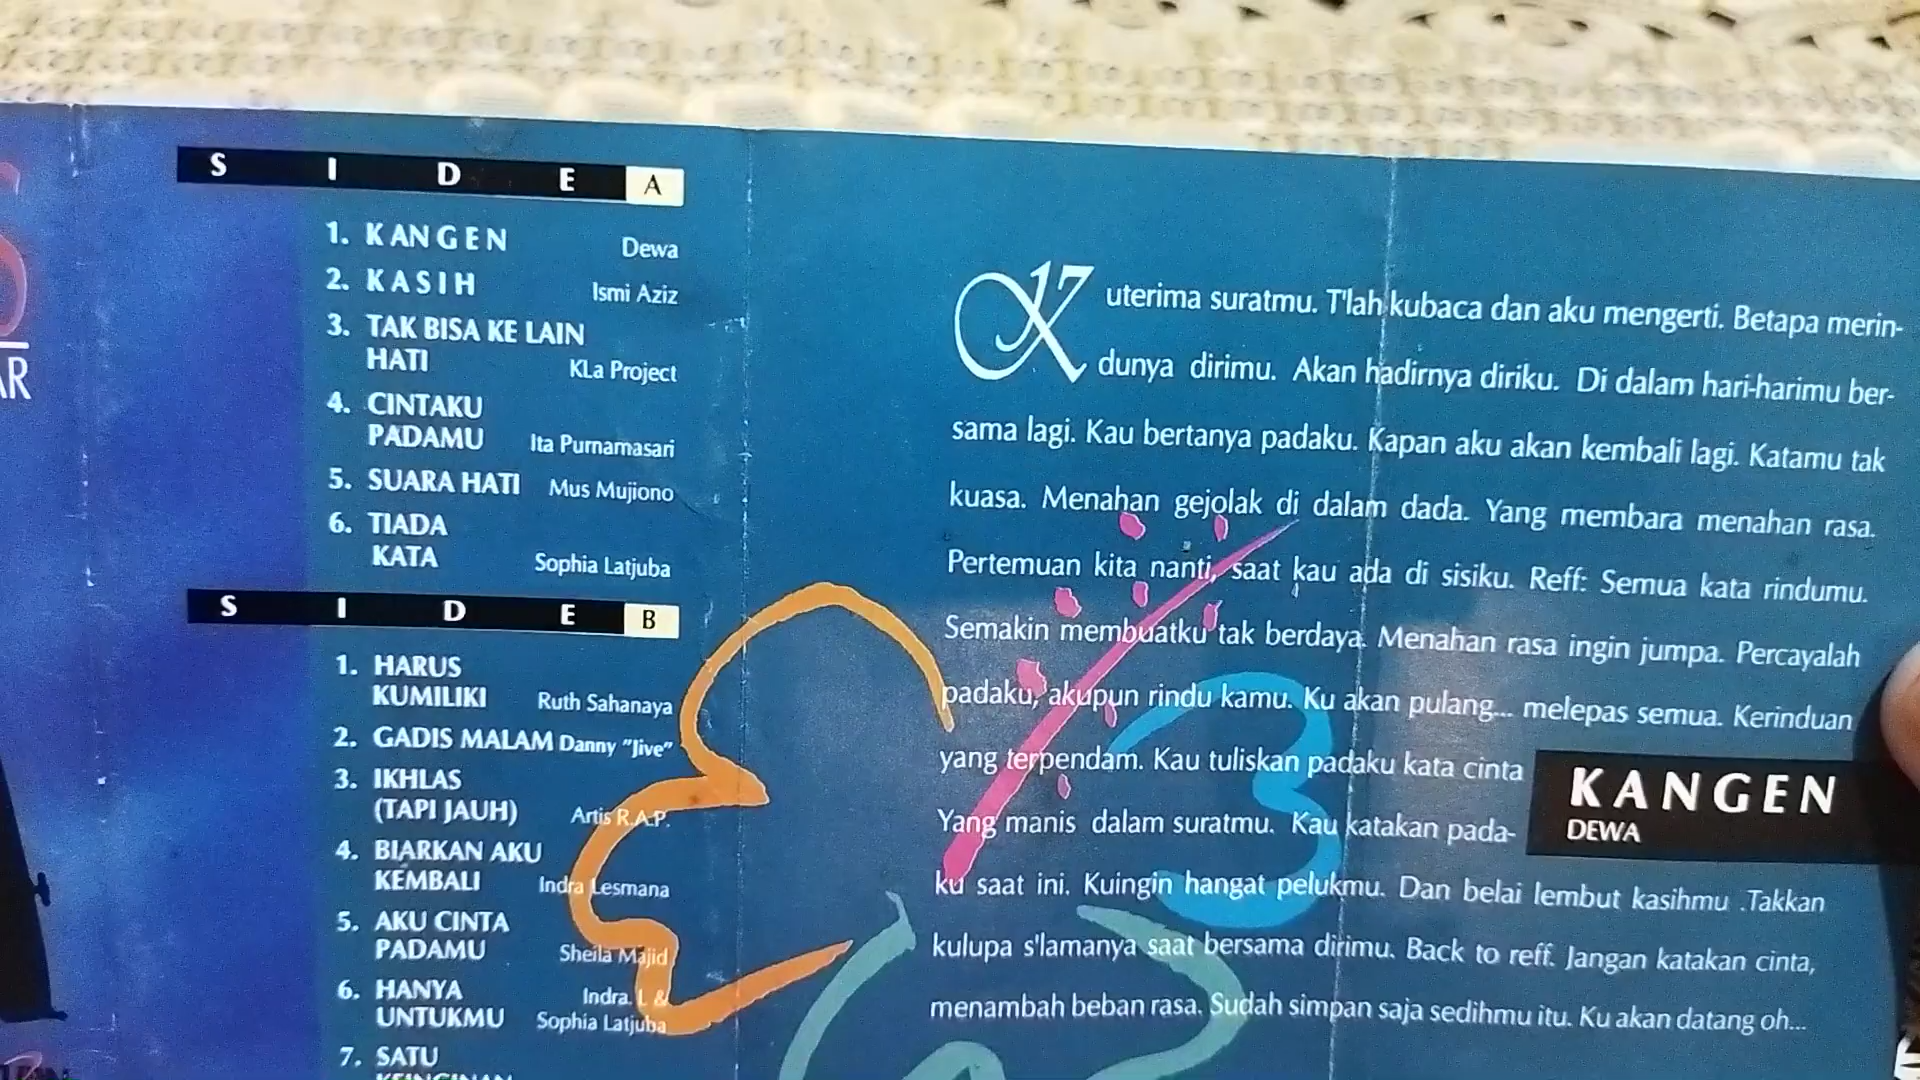 AR
SIDE A
1. KANGEN Dewa
2. KASIH Ismi Aziz
3. TAK BISA KE LAIN
HATI KLa Project
4. CINTAKU
PADAMU Ita Purnamasari
5. SUARA HATI Mus Mujiono
6. TIADA
KATA Sophia Latjuba
SIDE B
1. HARUS
KUMILIKI Ruth Sahanaya
2. GADIS MALAM Danny "Jive"
3. IKHLAS
(TAPI JAUH) Artis R.A.P.
4. BIARKAN AKU
KEMBALI Indra Lesmana
5. AKU CINTA
PADAMU Sheila Majid
6. HANYA Indra. L &
UNTUKMU Sophia Latjuba
7. SATU
KEINGINAN
Kuterima suratmu. T'lah kubaca dan aku mengerti. Betapa merin-
dunya dirimu. Akan hadirnya diriku. Di dalam hari-harimu ber-
sama lagi. Kau bertanya padaku. Kapan aku akan kembali lagi. Katamu tak
kuasa. Menahan gejolak di dalam dada. Yang membara menahan rasa.
Pertemuan kita nanti, saat kau ada di sisiku. Reff: Semua kata rindumu.
Semakin membuatku tak berdaya. Menahan rasa ingin jumpa. Percayalah
padaku, akupun rindu kamu. Ku akan pulang... melepas semua. Kerinduan
yang terpendam. Kau tuliskan padaku kata cinta
Yang manis dalam suratmu. Kau katakan pada-
ku saat ini. Kuingin hangat pelukmu. Dan belai lembut kasihmu .Takkan
kulupa s'lamanya saat bersama dirimu. Back to reff. Jangan katakan cinta,
menambah beban rasa. Sudah simpan saja sedihmu itu. Ku akan datang oh...
KANGEN
DEWA